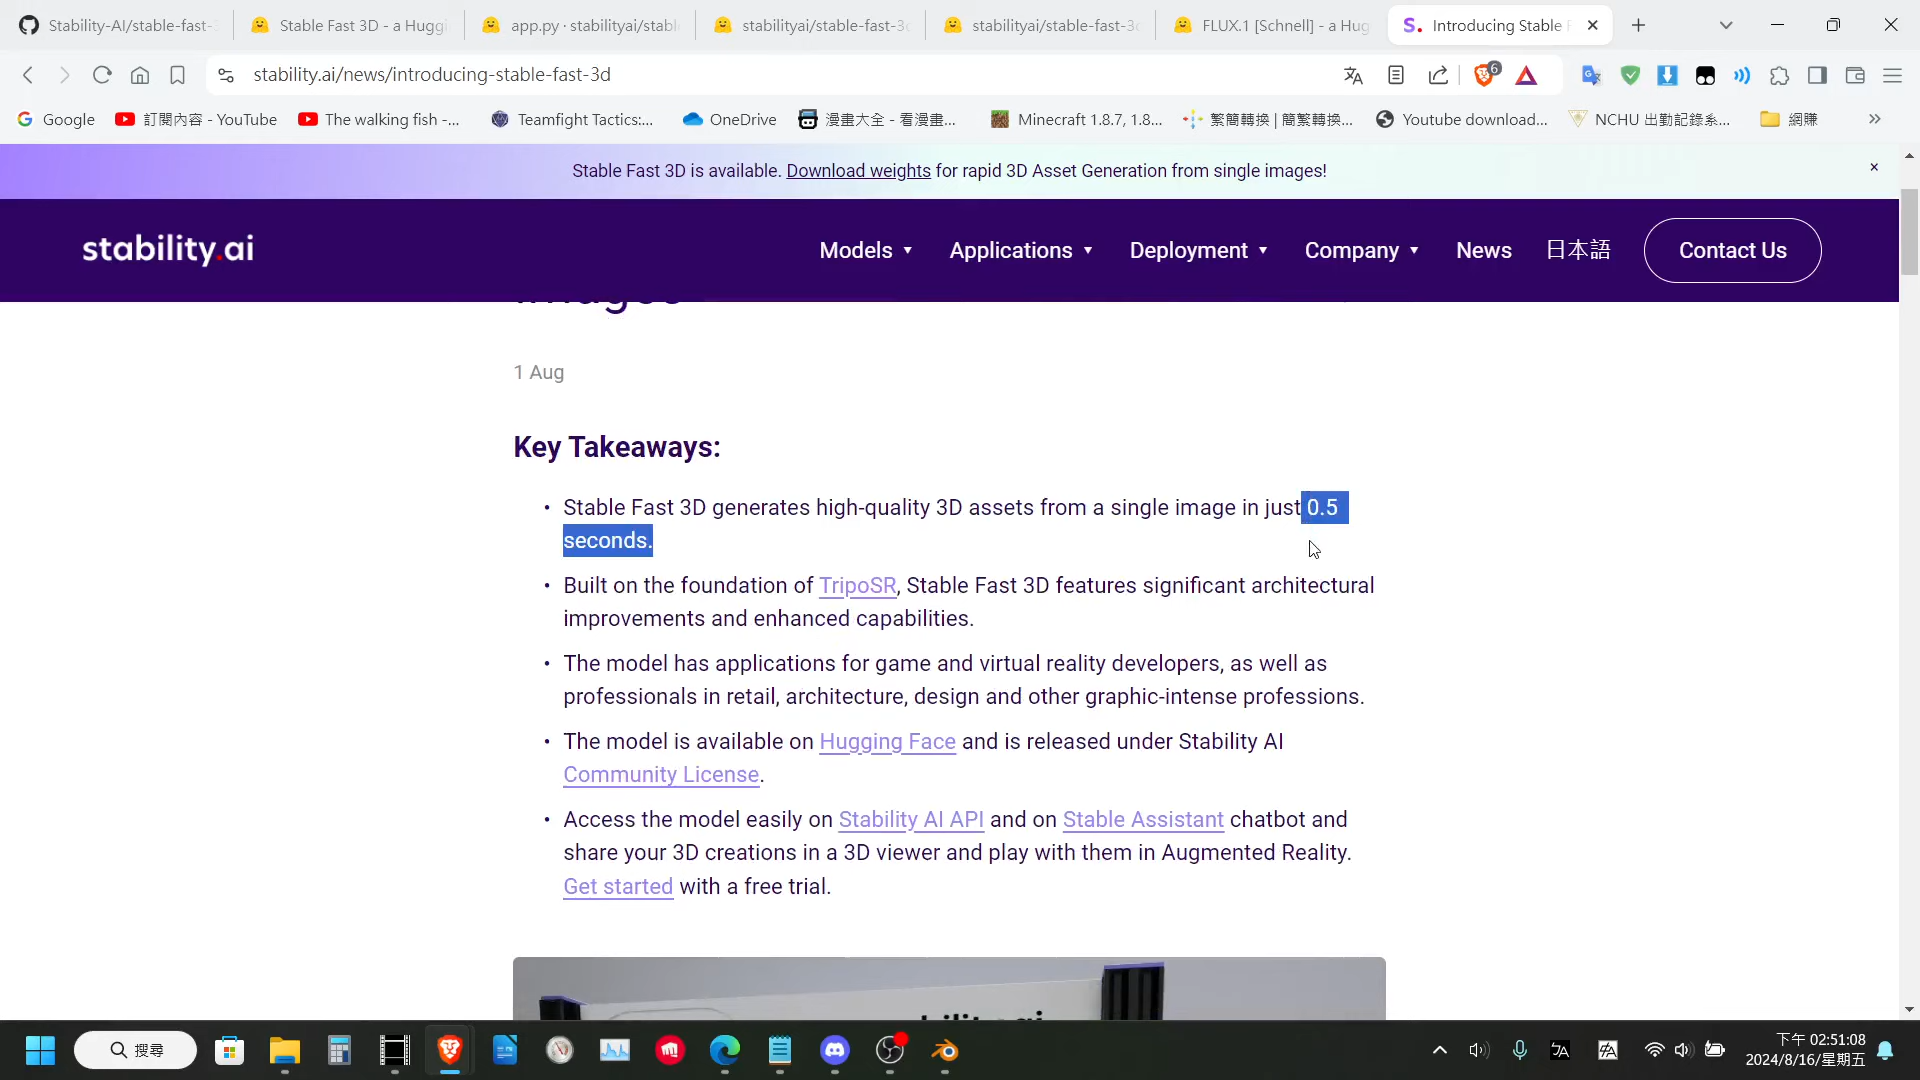 Stability-AI/stable-fast-3
Stable Fast 3D - a Huggi
app.py · stabilityai/stable
stabilityai/stable-fast-3d
stabilityai/stable-fast-3d
FLUX.1 [Schnell] - a Hug
Introducing Stable F
stability.ai/news/introducing-stable-fast-3d
6
Google
訂閱內容 - YouTube
The walking fish -...
Teamfight Tactics:...
OneDrive
漫畫大全 - 看漫畫...
Minecraft 1.8.7, 1.8...
繁簡轉換 | 簡繁轉換...
Youtube download...
NCHU 出勤記錄系...
網賺
Stable Fast 3D is available. Download weights for rapid 3D Asset Generation from single images!
stability.ai
Models
Applications
Deployment
Company
News
日本語
Contact Us
1 Aug
Key Takeaways:
• Stable Fast 3D generates high-quality 3D assets from a single image in just 0.5
seconds.
• Built on the foundation of TripoSR, Stable Fast 3D features significant architectural
improvements and enhanced capabilities.
• The model has applications for game and virtual reality developers, as well as
professionals in retail, architecture, design and other graphic-intense professions.
• The model is available on Hugging Face and is released under Stability AI
Community License.
• Access the model easily on Stability AI API and on Stable Assistant chatbot and
share your 3D creations in a 3D viewer and play with them in Augmented Reality.
Get started with a free trial.
搜尋
下午 02:51:08
2024/8/16/星期五